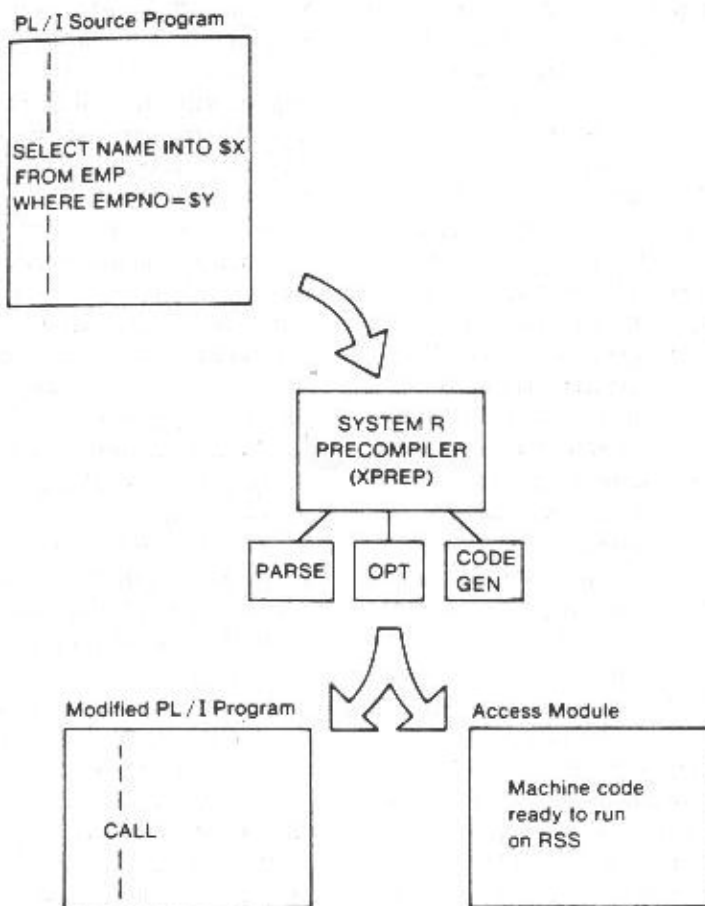 PL/I Source Program
SELECT NAME INTO $X
FROM EMP
WHERE EMPNO=$Y
SYSTEM R
PRECOMPILER
(XPREP)
PARSE
OPT
CODE
GEN
Modified PL/I Program
CALL
Access Module
Machine code
ready to run
on RSS